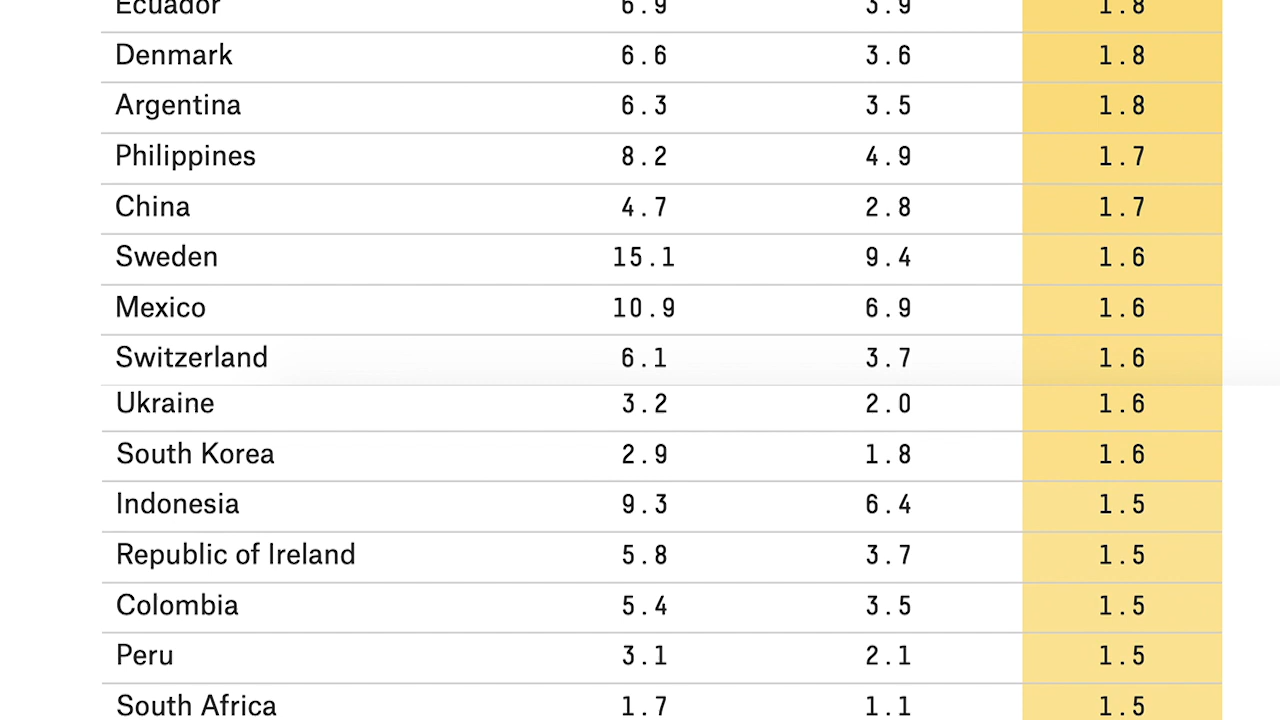 Ecuador 6.9 3.9 1.8
Denmark 6.6 3.6 1.8
Argentina 6.3 3.5 1.8
Philippines 8.2 4.9 1.7
China 4.7 2.8 1.7
Sweden 15.1 9.4 1.6
Mexico 10.9 6.9 1.6
Switzerland 6.1 3.7 1.6
Ukraine 3.2 2.0 1.6
South Korea 2.9 1.8 1.6
Indonesia 9.3 6.4 1.5
Republic of Ireland 5.8 3.7 1.5
Colombia 5.4 3.5 1.5
Peru 3.1 2.1 1.5
South Africa 1.7 1.1 1.5